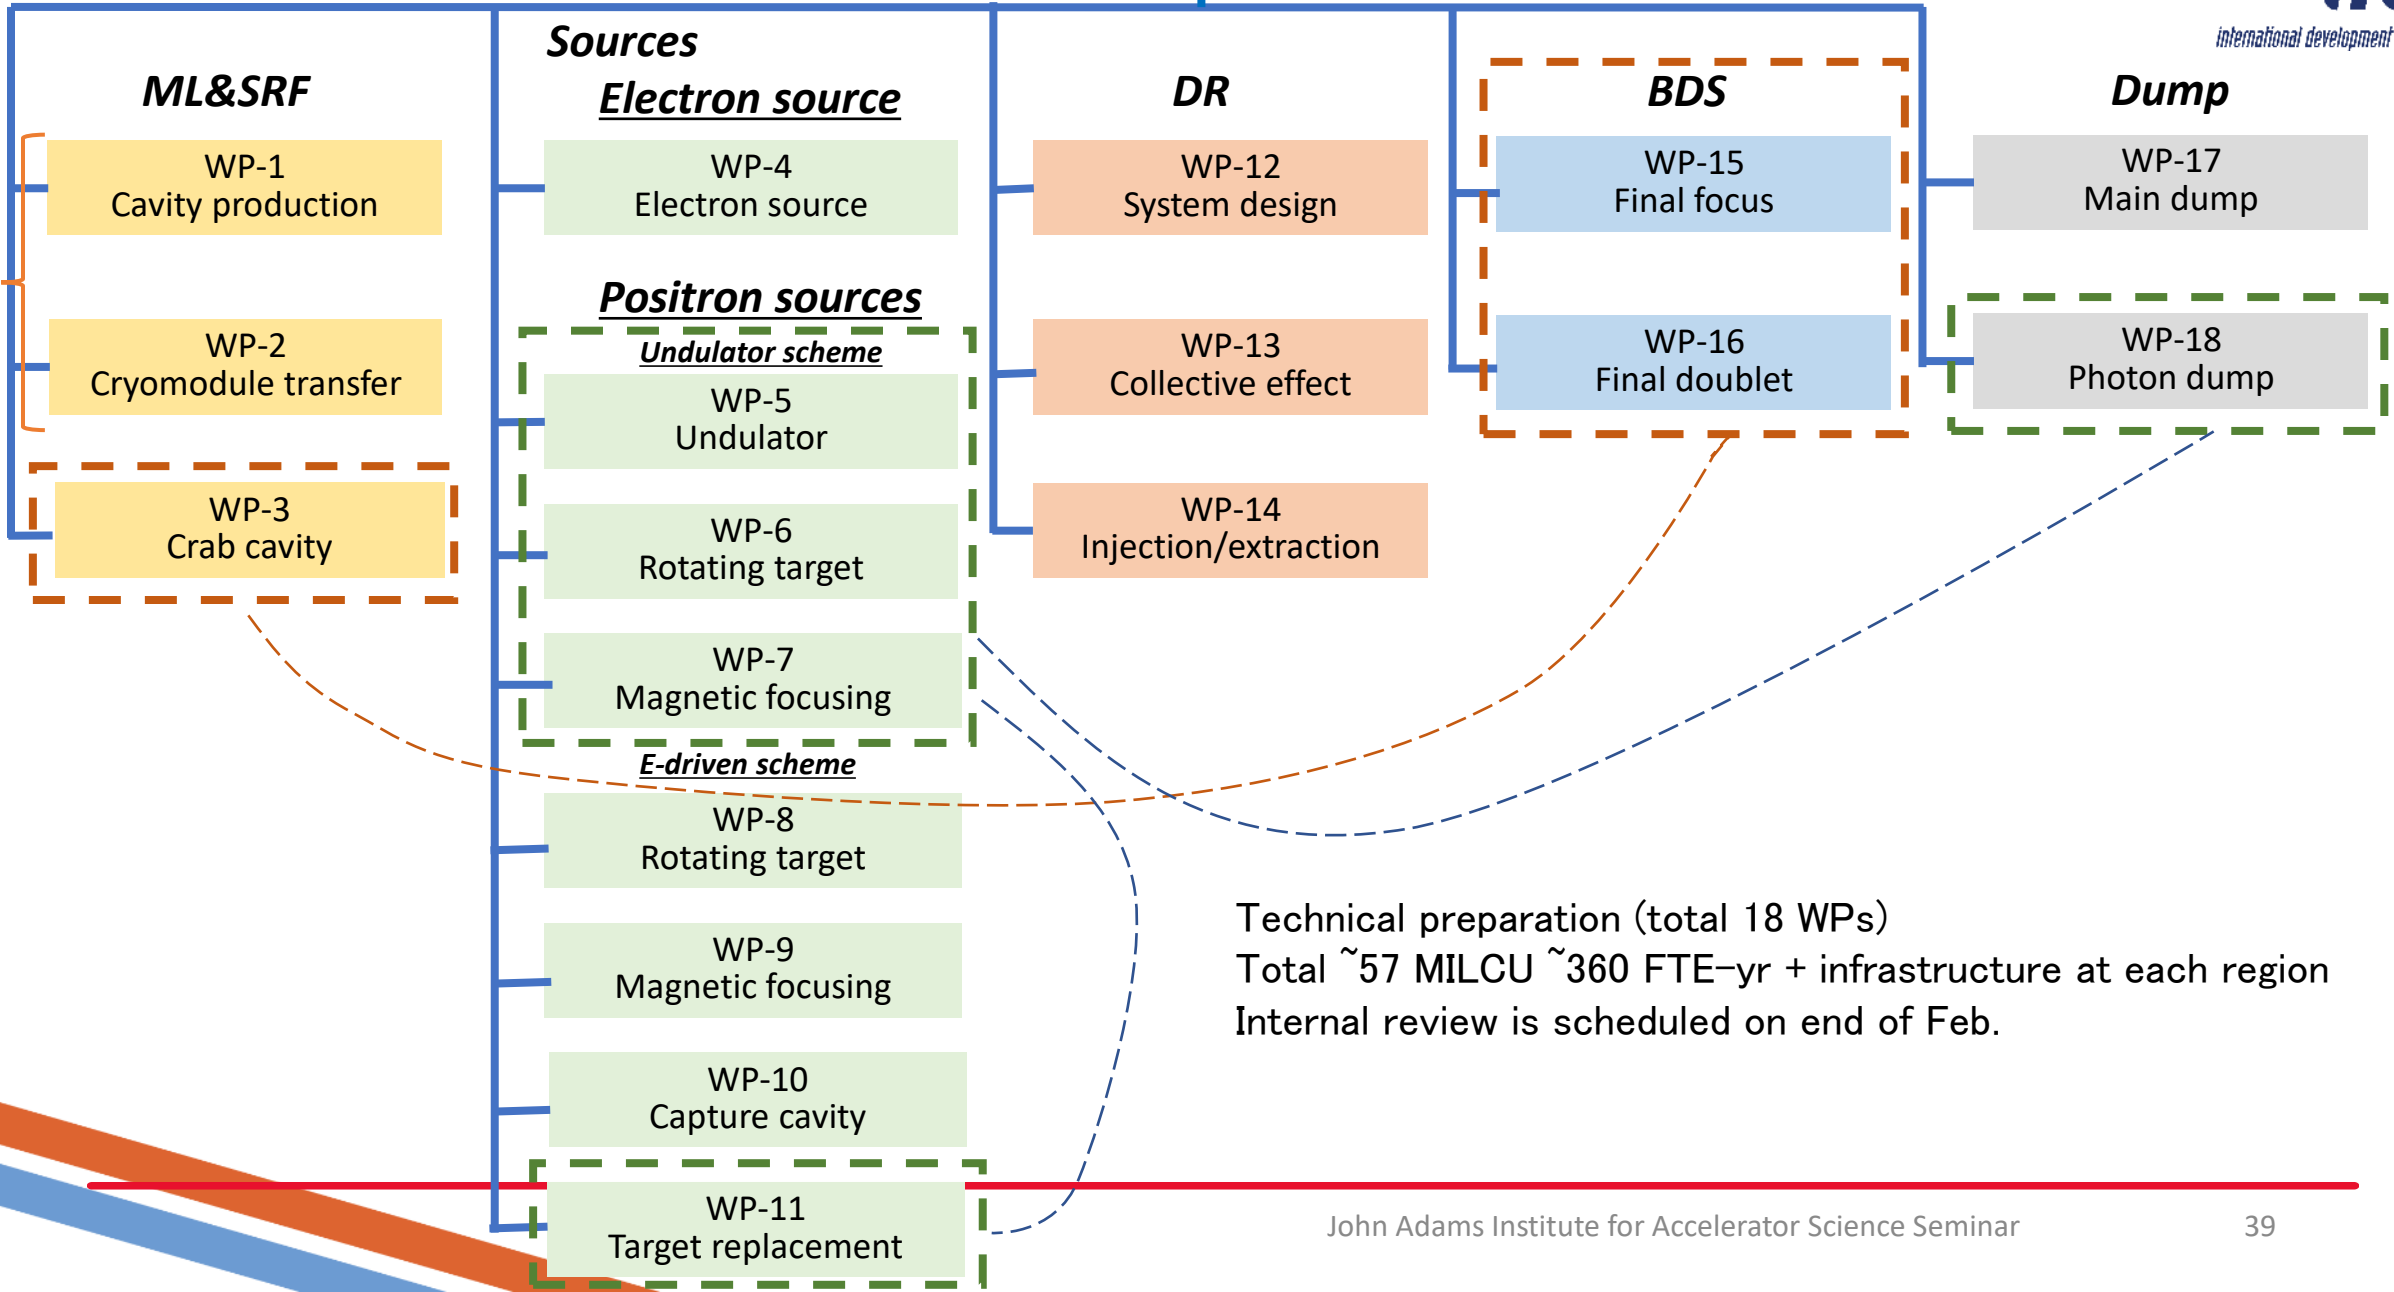 international development
ML&SRF
WP-1
Cavity production
WP-2
Cryomodule transfer
WP-3
Crab cavity
Sources
Electron source
WP-4
Electron source
Positron sources
Undulator scheme
WP-5
Undulator
WP-6
Rotating target
WP-7
Magnetic focusing
E-driven scheme
WP-8
Rotating target
WP-9
Magnetic focusing
WP-10
Capture cavity
WP-11
Target replacement
DR
WP-12
System design
WP-13
Collective effect
WP-14
Injection/extraction
BDS
WP-15
Final focus
WP-16
Final doublet
Dump
WP-17
Main dump
WP-18
Photon dump
Technical preparation (total 18 WPs)
Total ~57 MILCU ~360 FTE-yr + infrastructure at each region
Internal review is scheduled on end of Feb.
John Adams Institute for Accelerator Science Seminar
39